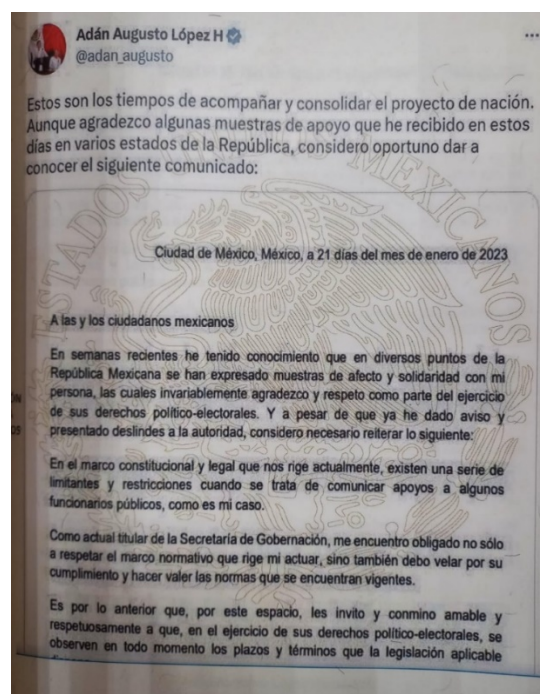 Adán Augusto López H
@adan_augusto
Estos son los tiempos de acompañar y consolidar el proyecto de nación.
Aunque agradezco algunas muestras de apoyo que he recibido en estos
días en varios estados de la República, considero oportuno dar a
conocer el siguiente comunicado:
ESTADOS UNIDOS MEXICANOS
Ciudad de México, México, a 21 días del mes de enero de 2023
A las y los ciudadanos mexicanos
En semanas recientes he tenido conocimiento que en diversos puntos de la
República Mexicana se han expresado muestras de afecto y solidaridad con mi
persona, las cuales invariablemente agradezco y respeto como parte del ejercicio
de sus derechos político-electorales. Y a pesar de que ya he dado aviso y
presentado deslindes a la autoridad, considero necesario reiterar lo siguiente:
En el marco constitucional y legal que nos rige actualmente, existen una serie de
limitantes y restricciones cuando se trata de comunicar apoyos a algunos
funcionarios públicos, como es mi caso.
Como actual titular de la Secretaría de Gobernación, me encuentro obligado no sólo
a respetar el marco normativo que rige mi actuar, sino también debo velar por su
cumplimiento y hacer valer las normas que se encuentran vigentes.
Es por lo anterior que, por este espacio, les invito y conmino amable y
respetuosamente a que, en el ejercicio de sus derechos político-electorales, se
observen en todo momento los plazos y términos que la legislación aplicable